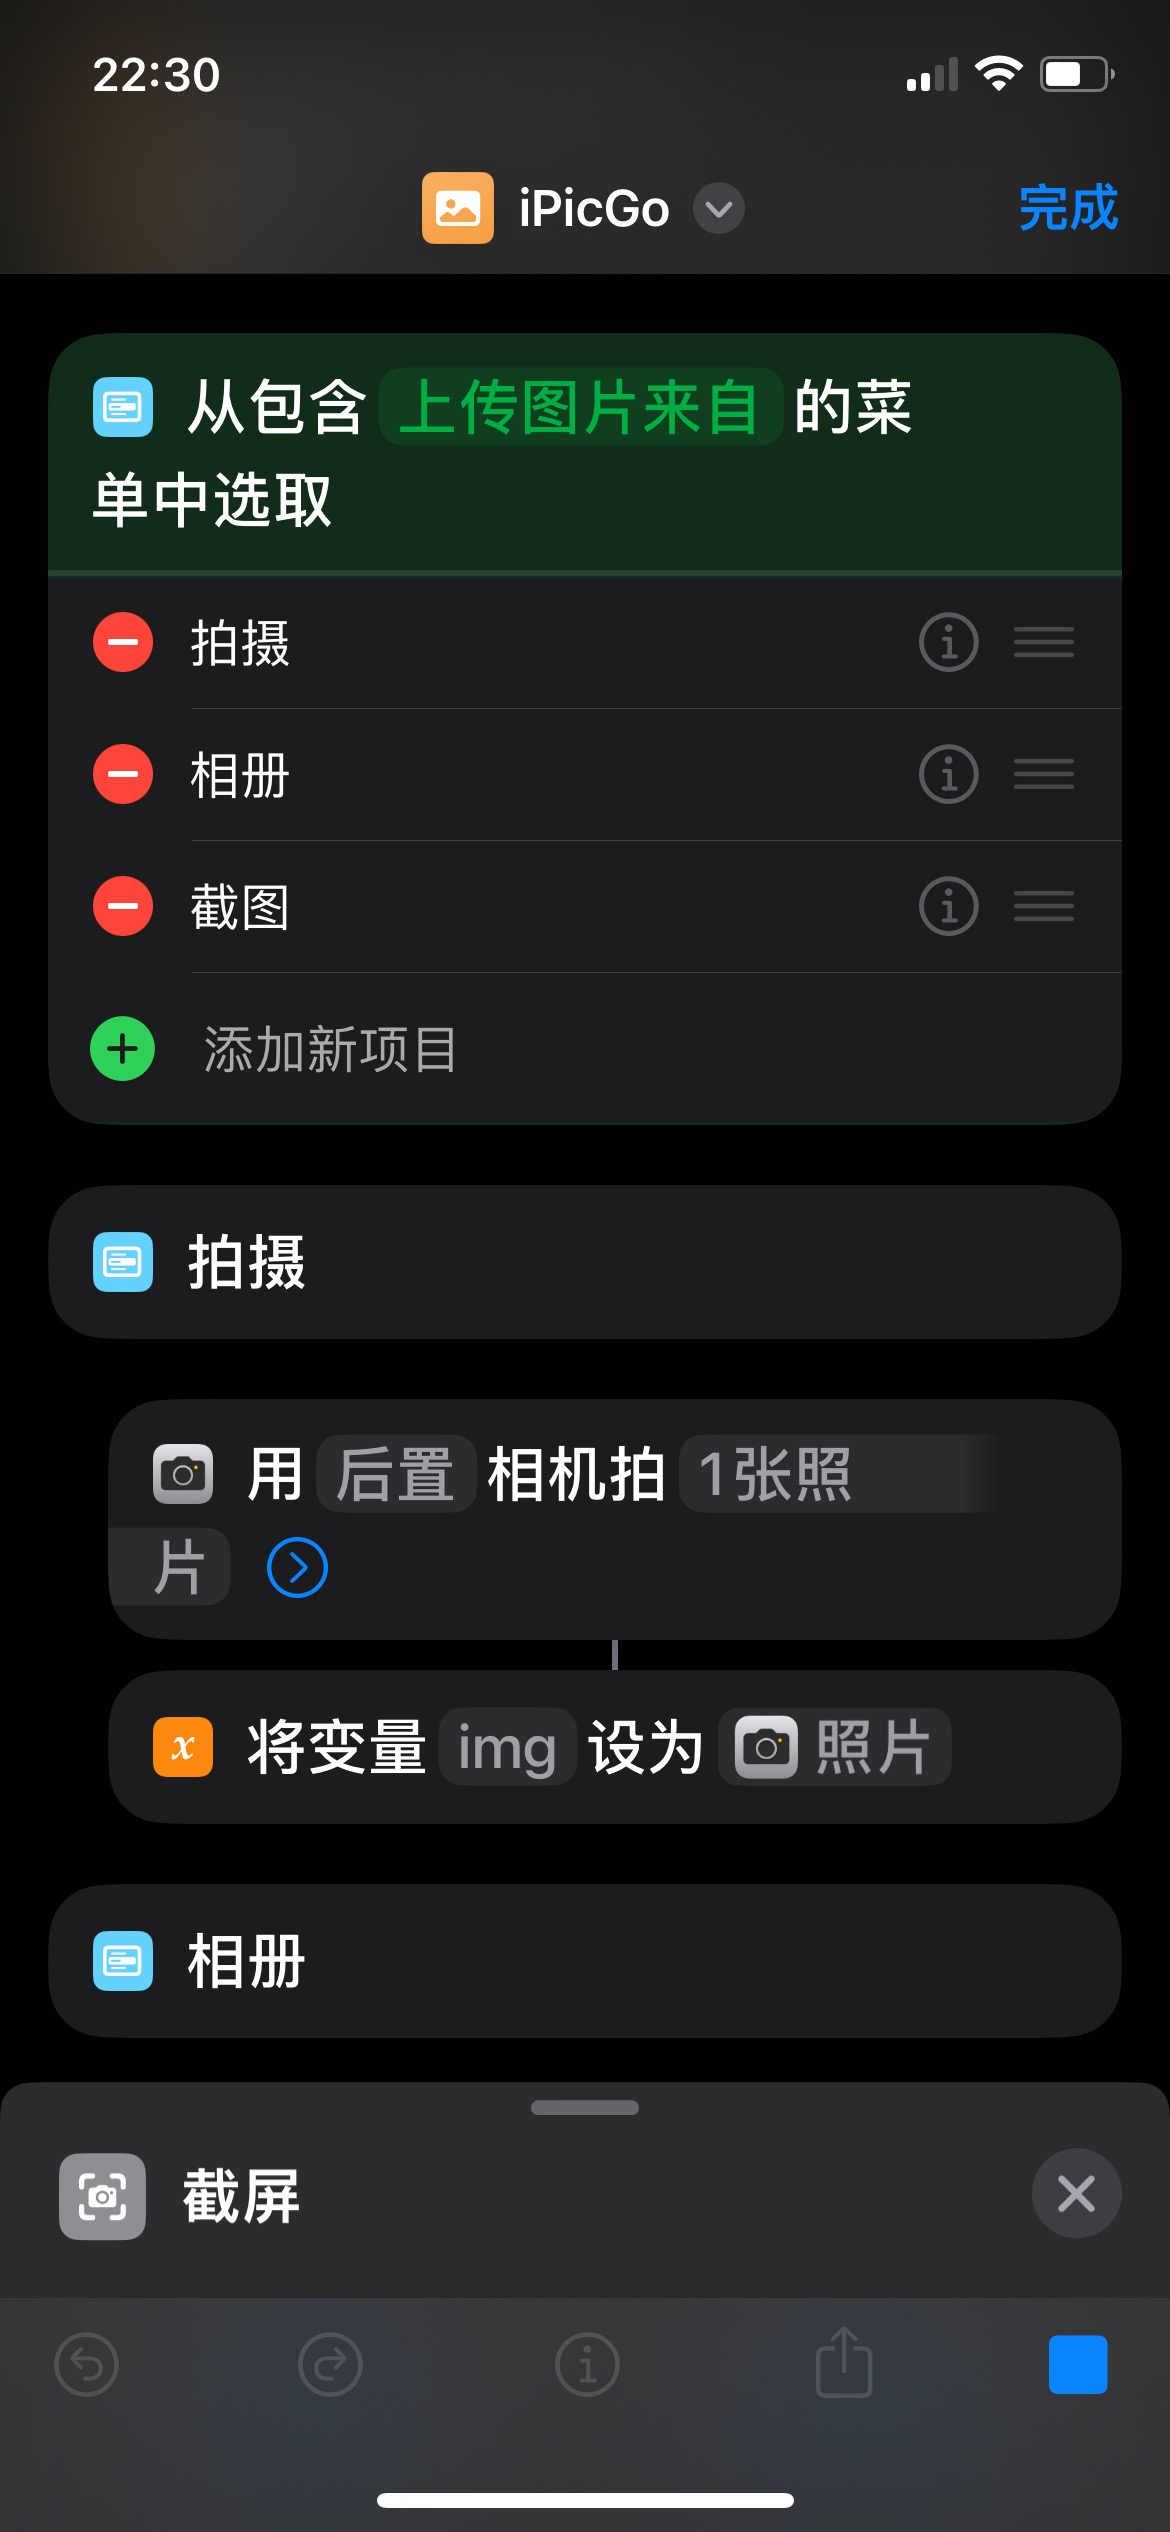 22:30
iPicGo
完成
从包含 上传图片来自 的菜
单中选取
拍摄
相册
截图
添加新项目
拍摄
用 后置 相机拍 1张照
片
将变量 img 设为 照片
相册
截屏